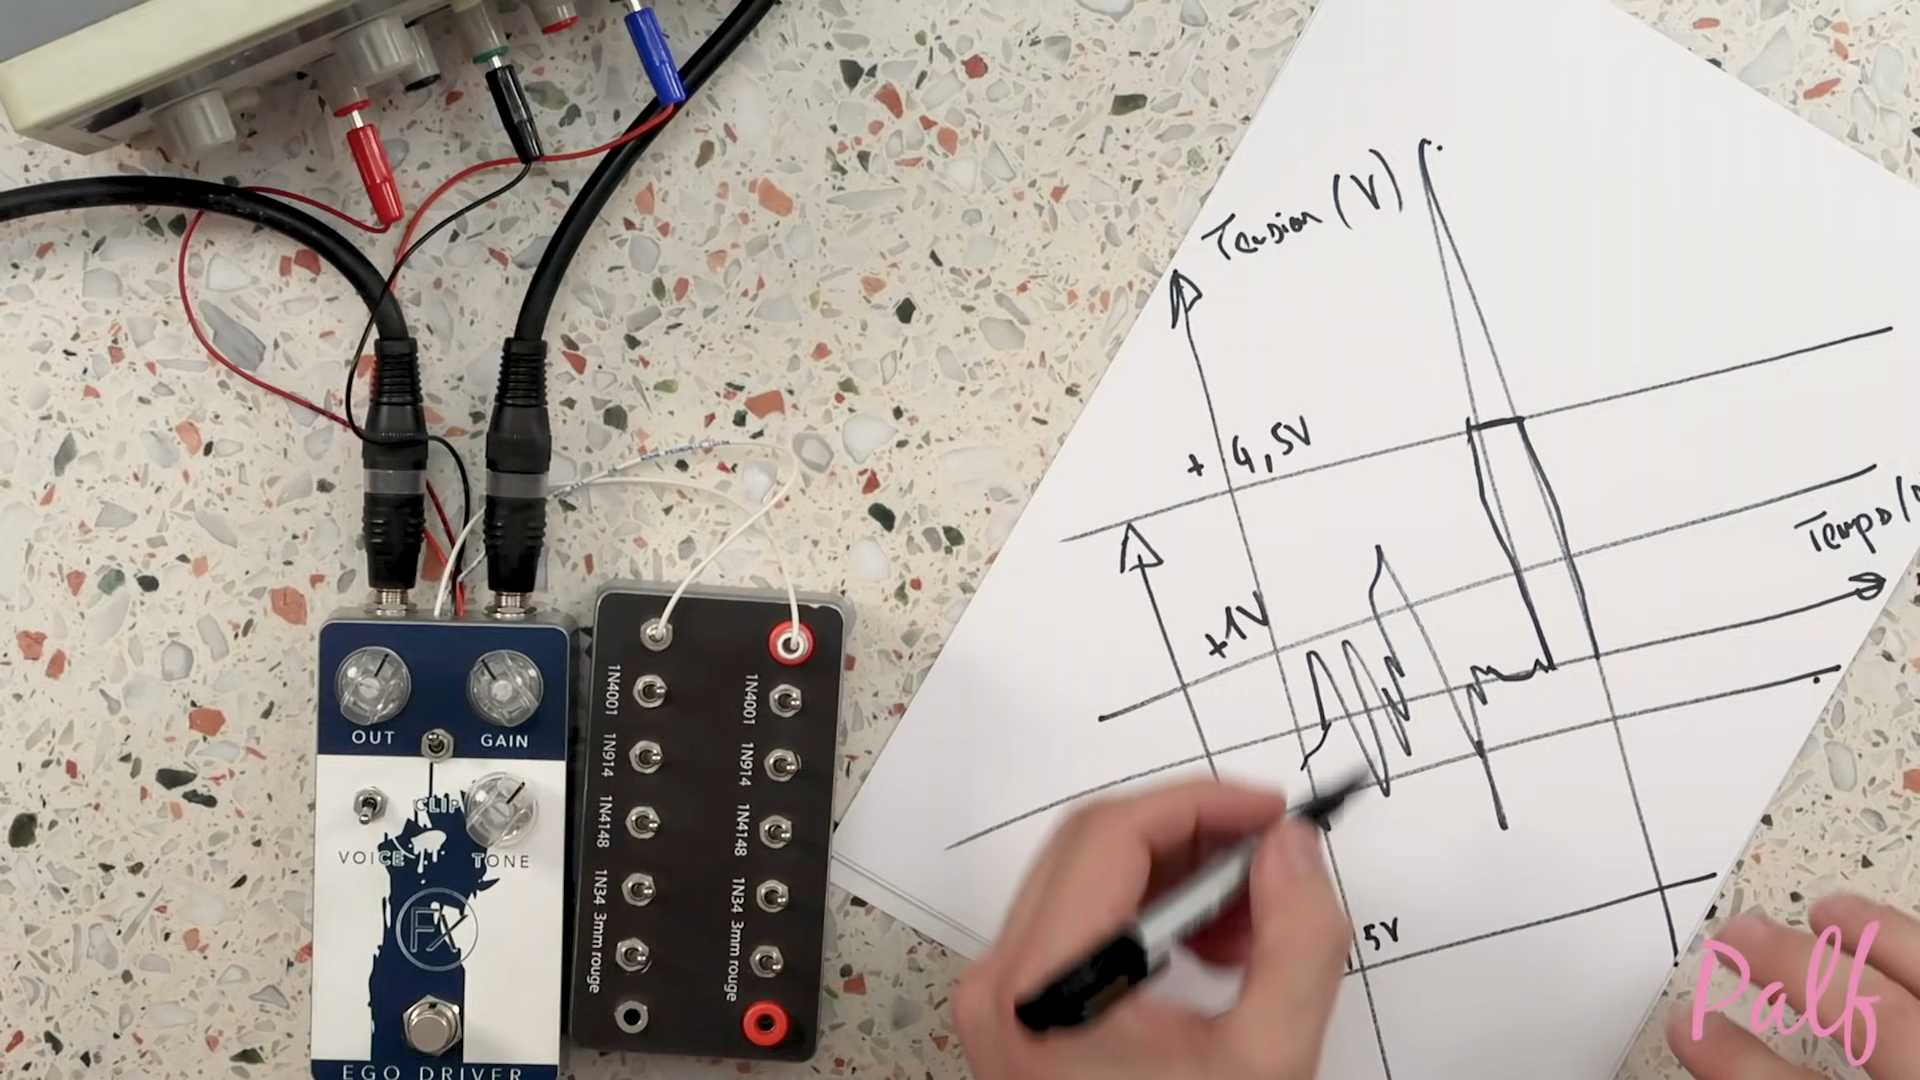 Tension (V)
+ 4,5V
+1V
Temps
5V
OUT
GAIN
CLIP
VOICE
TONE
FX
EGO DRIVER
1N4001
1N914
1N4148
1N34
3mm rouge
1N4001
1N914
1N4148
1N34
3mm rouge
Palf